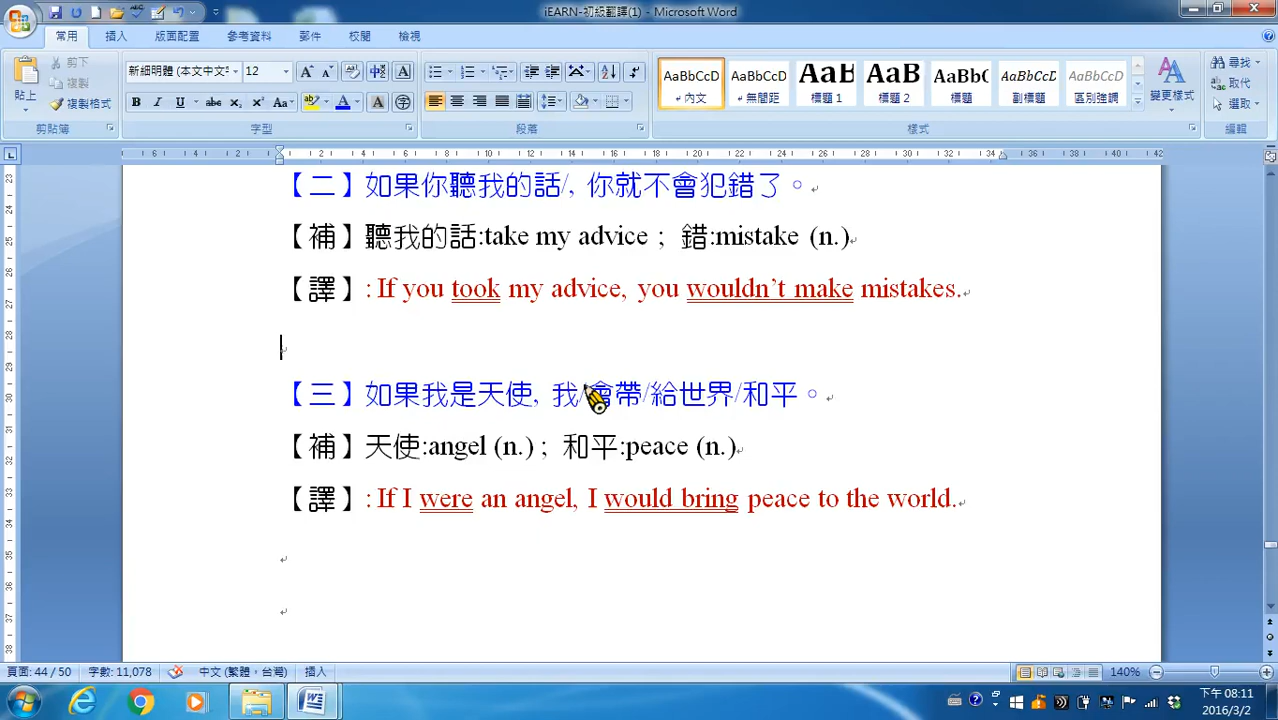 iEARN-初級翻譯(1) - Microsoft Word
常用 插入 版面配置 參考資料 郵件 校閱 檢視
貼上 剪下 複製 複製格式
新細明體 (本文中文 12
AaBbCcD AaBbCcD AaBb AaBb AaBbC AaBbCcD AaBbCcD
內文 無間距 標題 1 標題 2 標題 副標題 區別強調
變更樣式 尋找 取代 選取
剪貼簿 字型 段落 樣式 編輯
【二】如果你聽我的話/, 你就不會犯錯了。
【補】聽我的話:take my advice； 錯:mistake (n.)
【譯】: If you took my advice, you wouldn’t make mistakes.
【三】如果我是天使, 我/會帶/給世界/和平。
【補】天使:angel (n.)； 和平:peace (n.)
【譯】: If I were an angel, I would bring peace to the world.
頁面: 44 / 50 字數: 11,078 中文 (繁體，台灣) 插入 140%
下午 08:11
2016/3/2